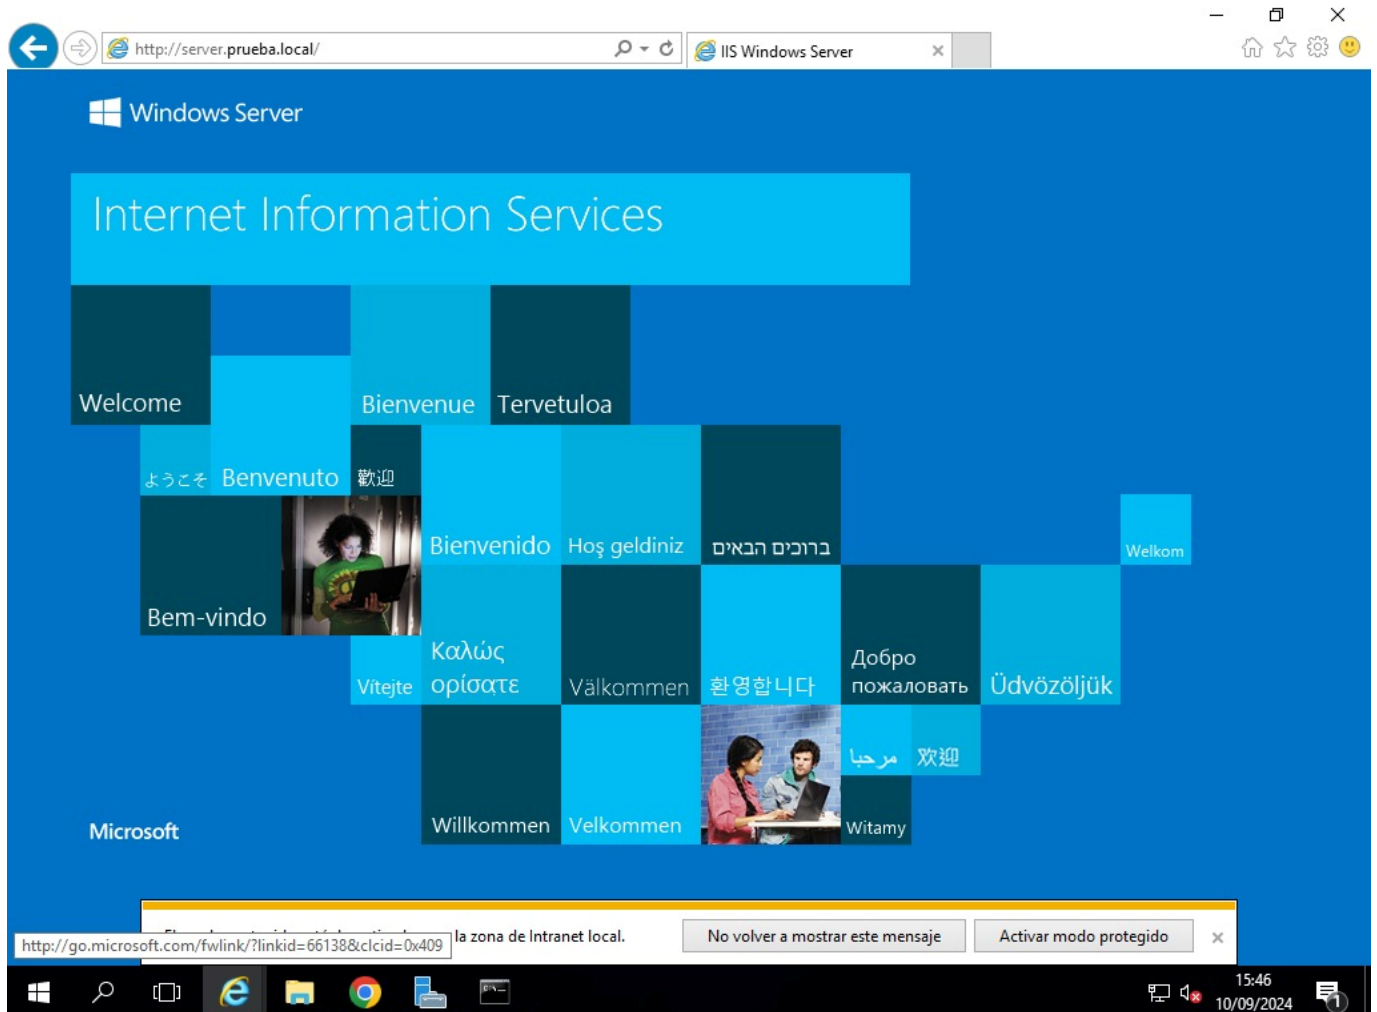 http://server.prueba.local/
IIS Windows Server
Windows Server
Internet Information Services
Welcome
Bienvenue
Tervetuloa
ようこそ
Benvenuto
歡迎
Bienvenido
Hoş geldiniz
ברוכים הבאים
Welkom
Bem-vindo
Vítejte
Καλώς
ορίσατε
Välkommen
환영합니다
Добро
пожаловать
Üdvözöljük
مرحبا
欢迎
Microsoft
Willkommen
Velkommen
Witamy
la zona de Intranet local.
No volver a mostrar este mensaje
Activar modo protegido
http://go.microsoft.com/fwlink/?linkid=66138&clcid=0x409
15:46
10/09/2024
1